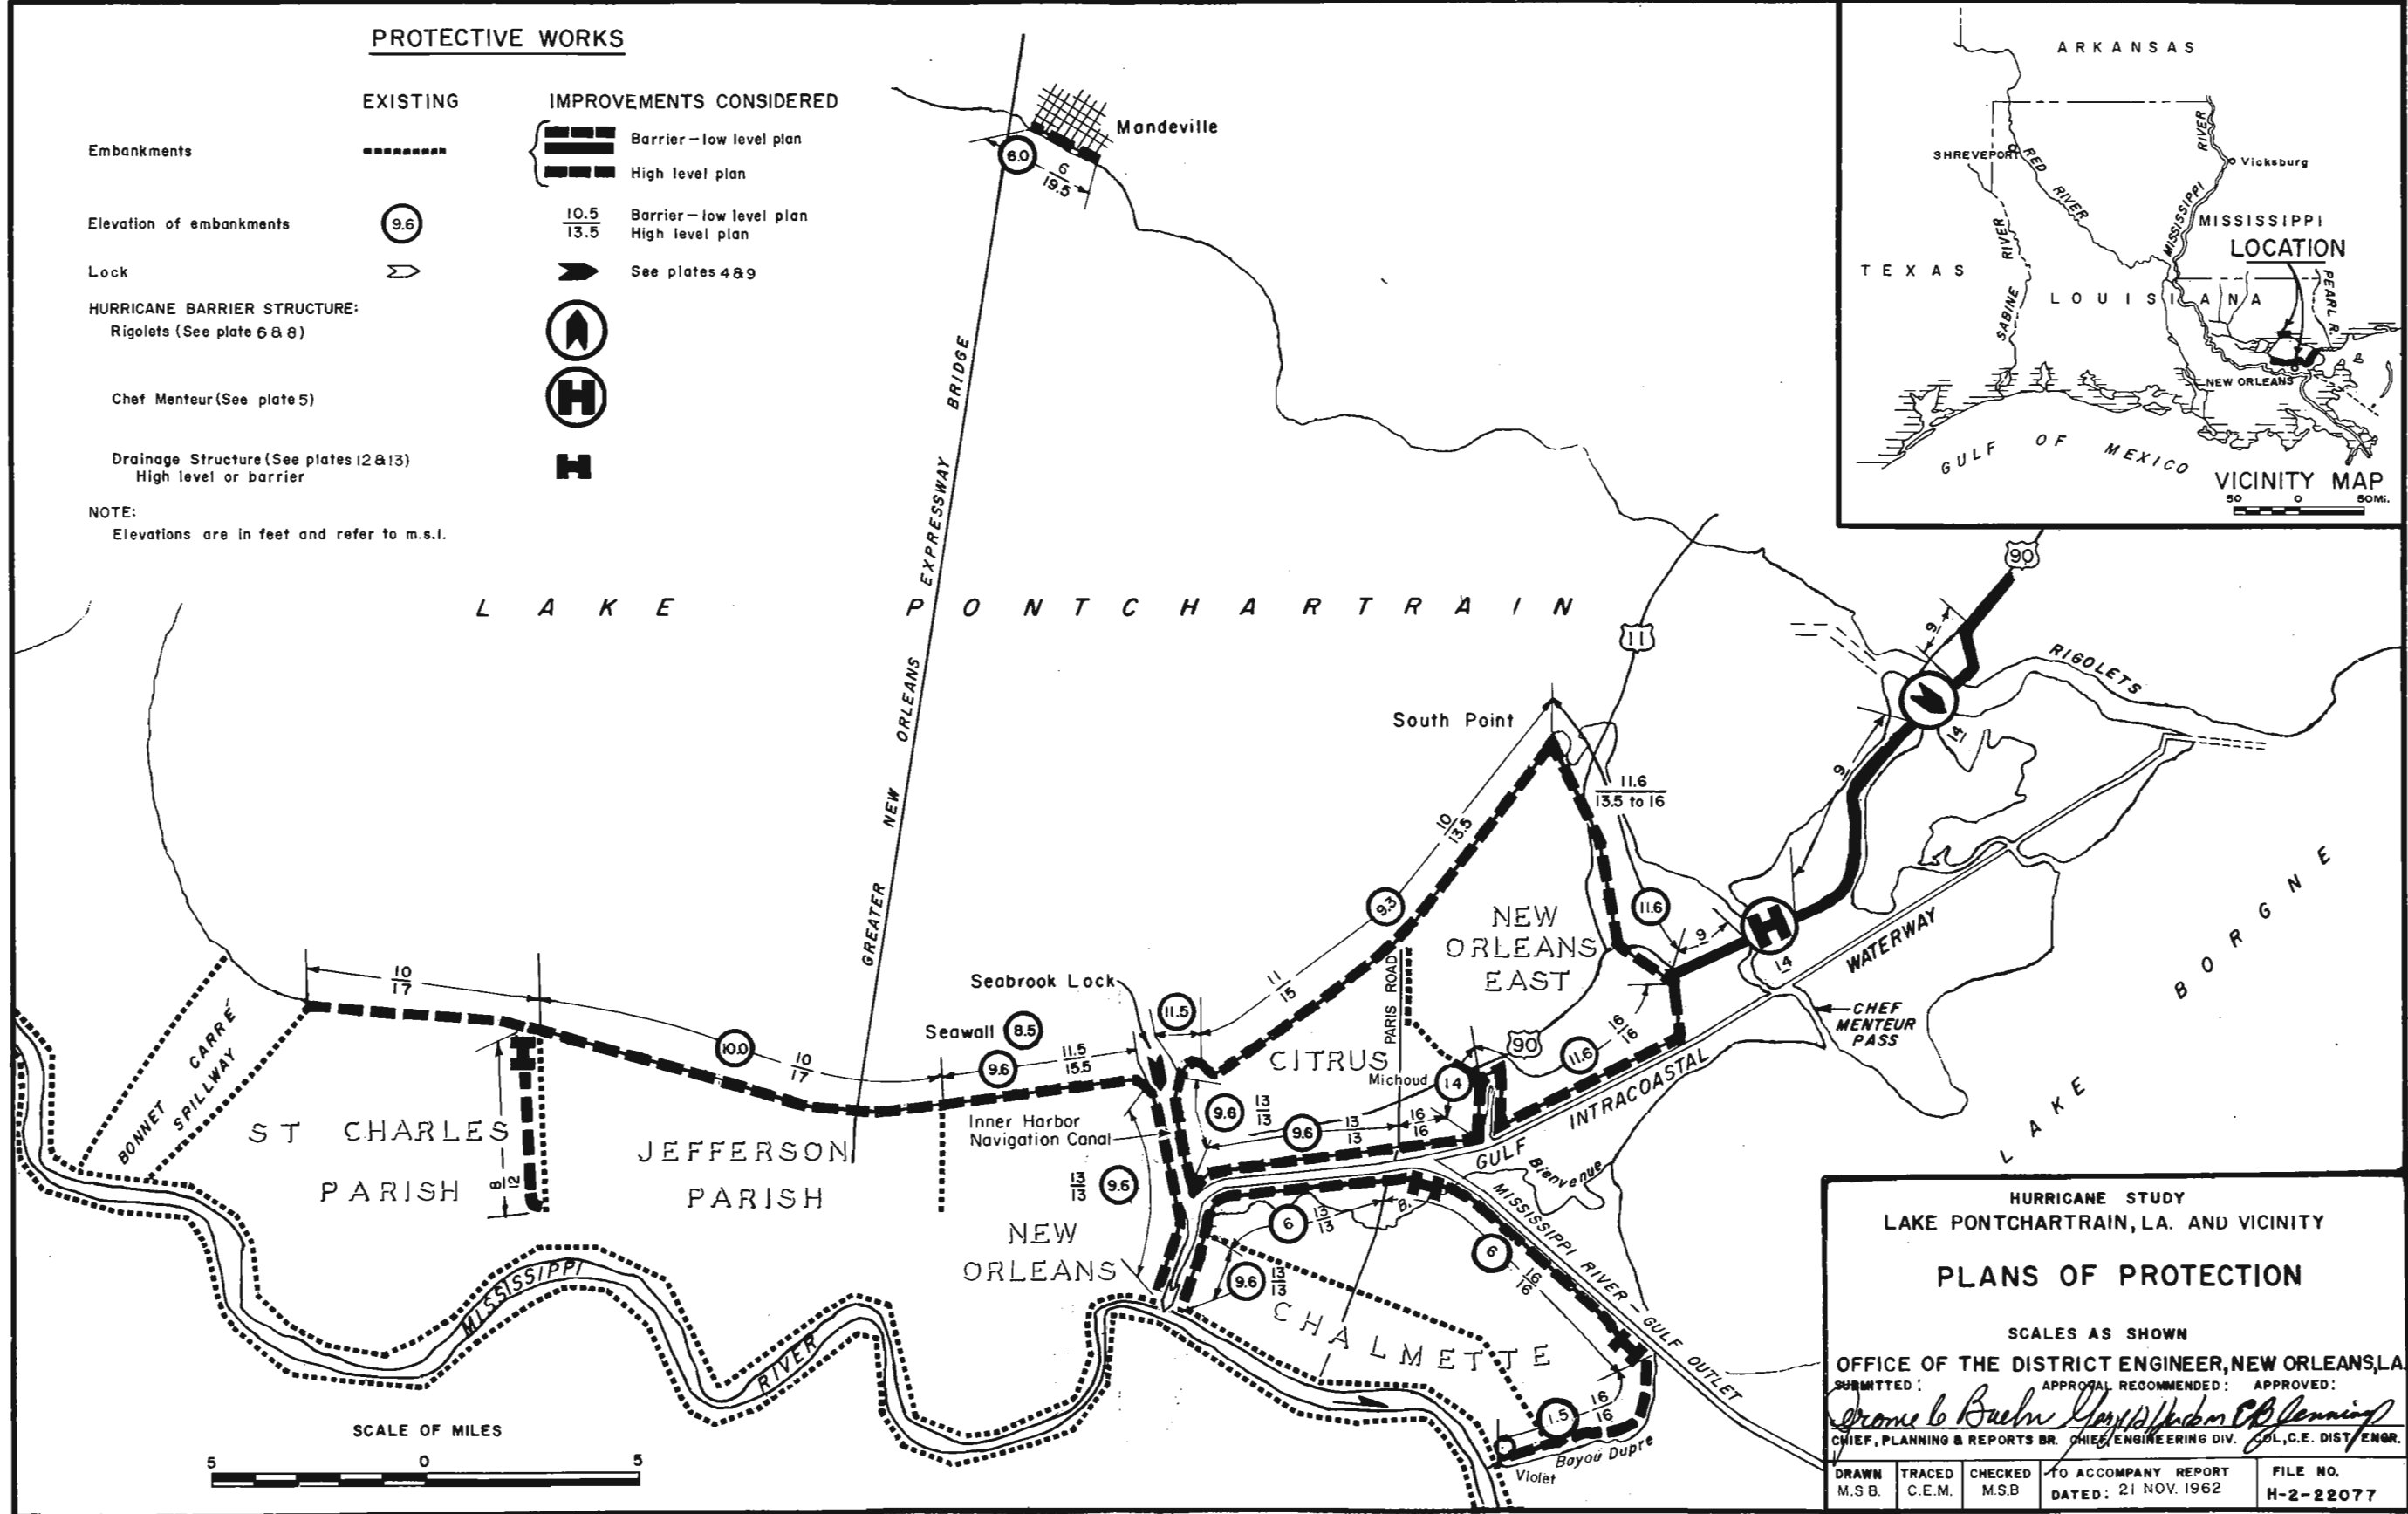 PROTECTIVE WORKS
EXISTING
IMPROVEMENTS CONSIDERED
Embankments
Barrier – low level plan
High level plan
Elevation of embankments
9.6
10.5
13.5
Barrier – low level plan
High level plan
Lock
See plates 4&9
HURRICANE BARRIER STRUCTURE:
Rigolets (See plate 6 & 8)
Chef Menteur (See plate 5)
H
Drainage Structure (See plates 12 & 13)
High level or barrier
NOTE:
Elevations are in feet and refer to m.s.l.
Mandeville
6.0
6
19.5
GREATER NEW ORLEANS EXPRESSWAY BRIDGE
LAKE PONTCHARTRAIN
ARKANSAS
SHREVEPORT
RED RIVER
MISSISSIPPI RIVER
Vicksburg
MISSISSIPPI
LOCATION
TEXAS
SABINE RIVER
LOUISIANA
PEARL R.
NEW ORLEANS
GULF OF MEXICO
VICINITY MAP
50 0 50 Mi.
90
11
9
RIGOLETS
14
9
South Point
11.6
13.5 to 16
10
13.5
9.3
11.6
9
H
14
NEW
ORLEANS
EAST
WATERWAY
LAKE BORGNE
CHEF
MENTEUR
PASS
PARIS ROAD
10
17
Seabrook Lock
11.5
11
15
Seawall 8.5
10.0
10
17
9.6
11.5
15.5
CITRUS
90
Michoud
14
11.6
16
16
GULF INTRACOASTAL
BONNET CARRÉ
SPILLWAY
ST CHARLES
PARISH
8
12
JEFFERSON
PARISH
Inner Harbor
Navigation Canal
9.6
13
13
9.6
13
13
16
16
13
13
9.6
B. Bienvenue
6
13
13
NEW
ORLEANS
9.6
13
13
6
16
16
MISSISSIPPI RIVER – GULF OUTLET
CHALMETTE
MISSISSIPPI RIVER
1.5
16
16
Bayou Dupre
Violet
SCALE OF MILES
5 0 5
HURRICANE STUDY
LAKE PONTCHARTRAIN, LA. AND VICINITY
PLANS OF PROTECTION
SCALES AS SHOWN
OFFICE OF THE DISTRICT ENGINEER, NEW ORLEANS, LA.
SUBMITTED: APPROVAL RECOMMENDED: APPROVED:
CHIEF, PLANNING & REPORTS BR. CHIEF, ENGINEERING DIV. COL, C.E. DIST ENGR.
DRAWN
M.S B.
TRACED
C.E.M.
CHECKED
M.S.B
TO ACCOMPANY REPORT
DATED: 21 NOV. 1962
FILE NO.
H-2-22077